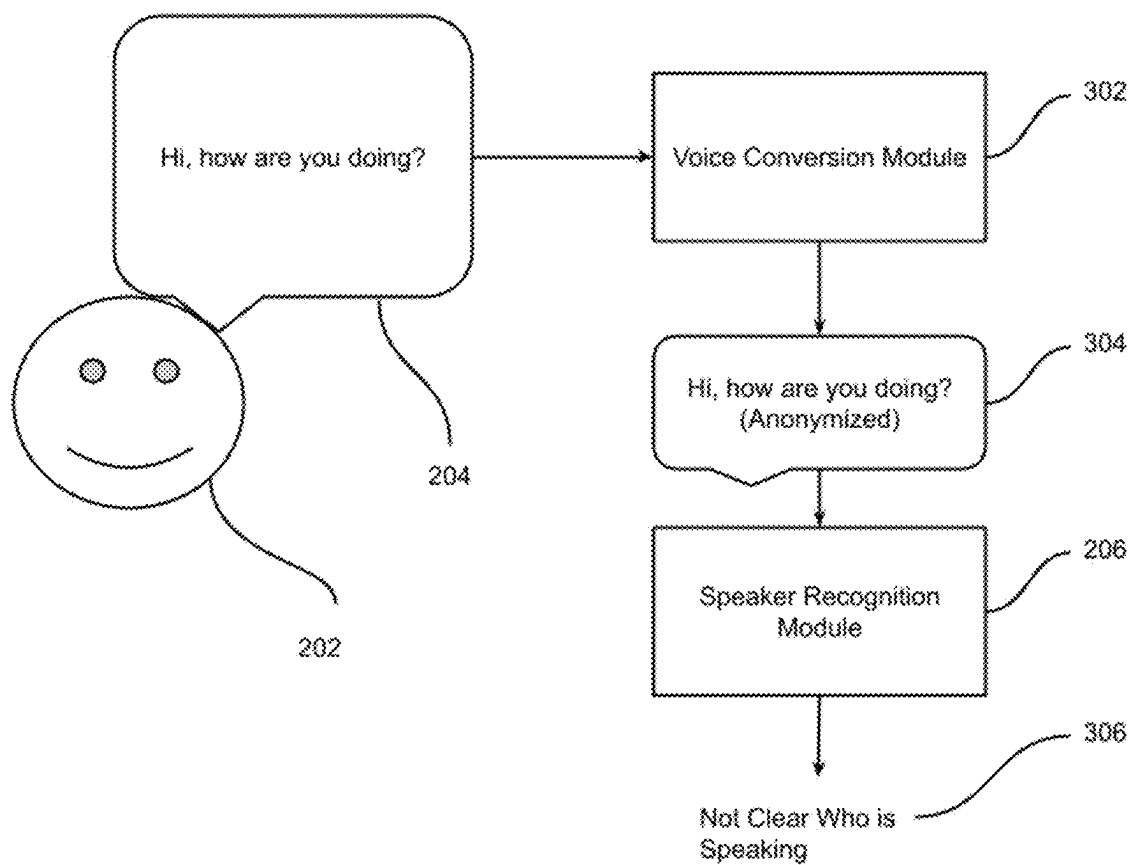 Hi, how are you doing?
Voice Conversion Module
302
Hi, how are you doing?
(Anonymized)
304
204
Speaker Recognition
Module
206
202
306
Not Clear Who is
Speaking